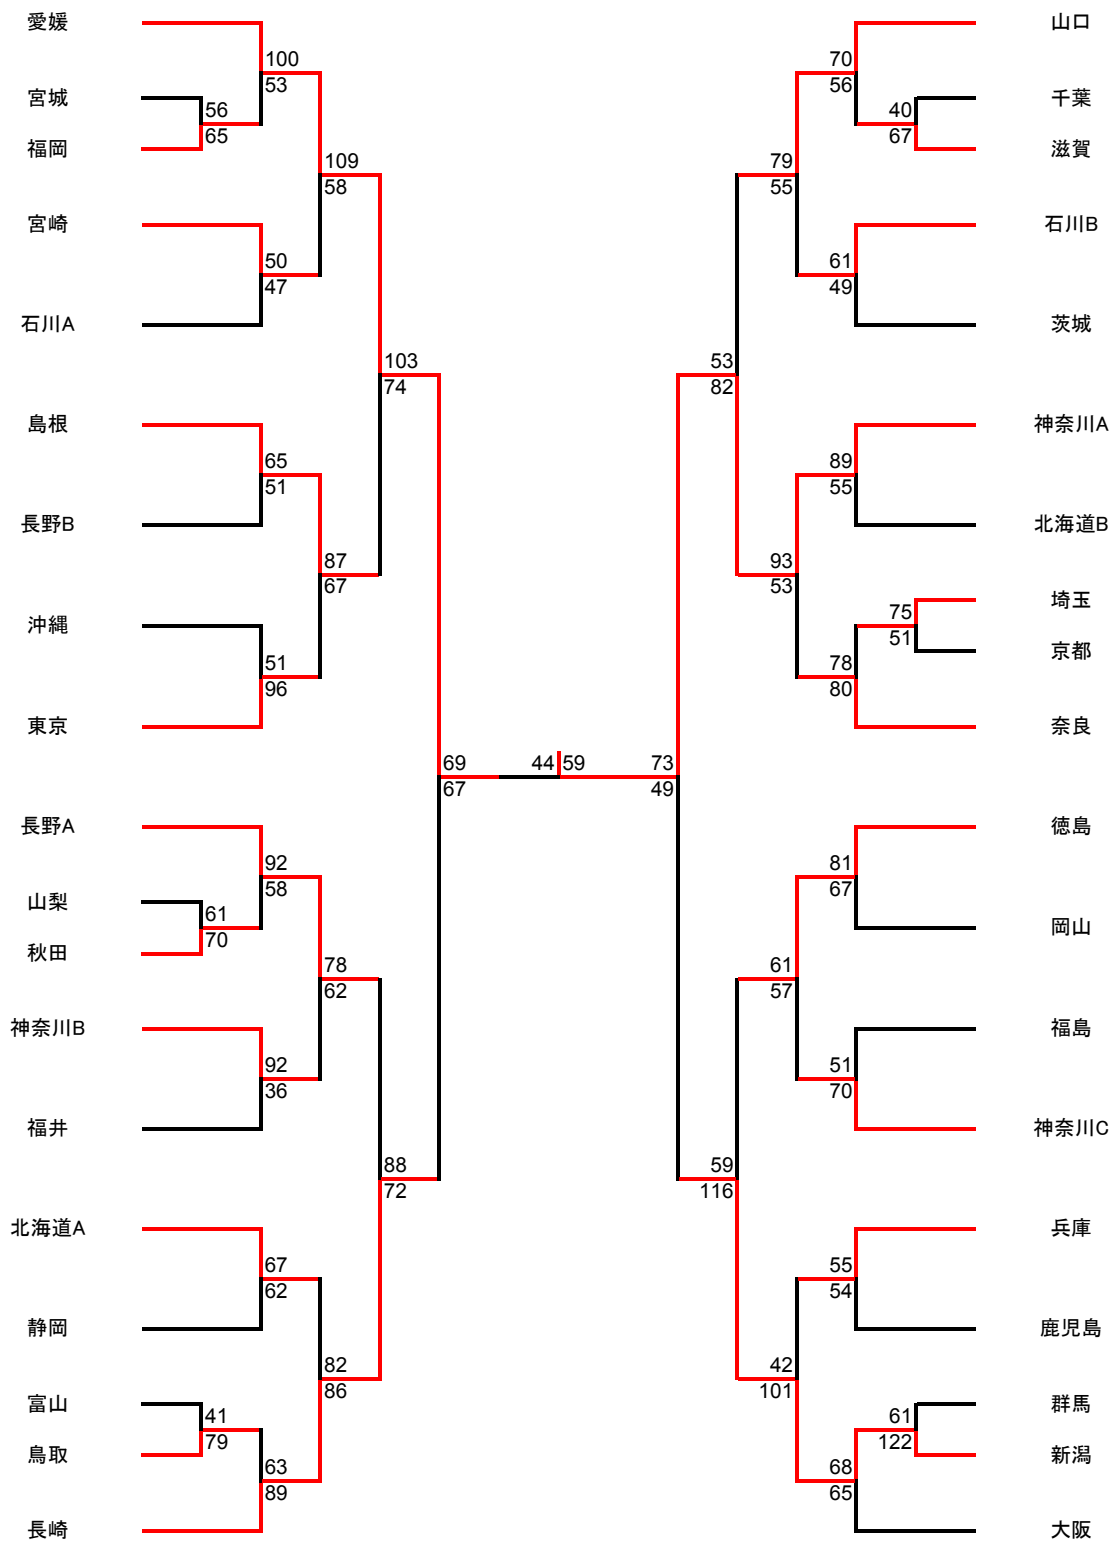 愛媛
山口
100
70
53
56
宮城
千葉
56
40
65
67
福岡
滋賀
109
79
58
55
宮崎
石川B
50
61
47
49
石川A
茨城
103
53
74
82
島根
神奈川A
65
89
51
55
長野B
北海道B
87
93
67
53
埼玉
75
沖縄
51
京都
51
78
96
80
東京
奈良
69
44
59
73
67
49
長野A
徳島
92
81
58
67
山梨
61
70
岡山
秋田
78
61
62
57
神奈川B
福島
92
51
36
70
福井
神奈川C
88
59
72
116
北海道A
兵庫
67
55
62
54
静岡
鹿児島
82
42
86
101
富山
群馬
41
61
79
122
鳥取
新潟
63
68
89
65
長崎
大阪